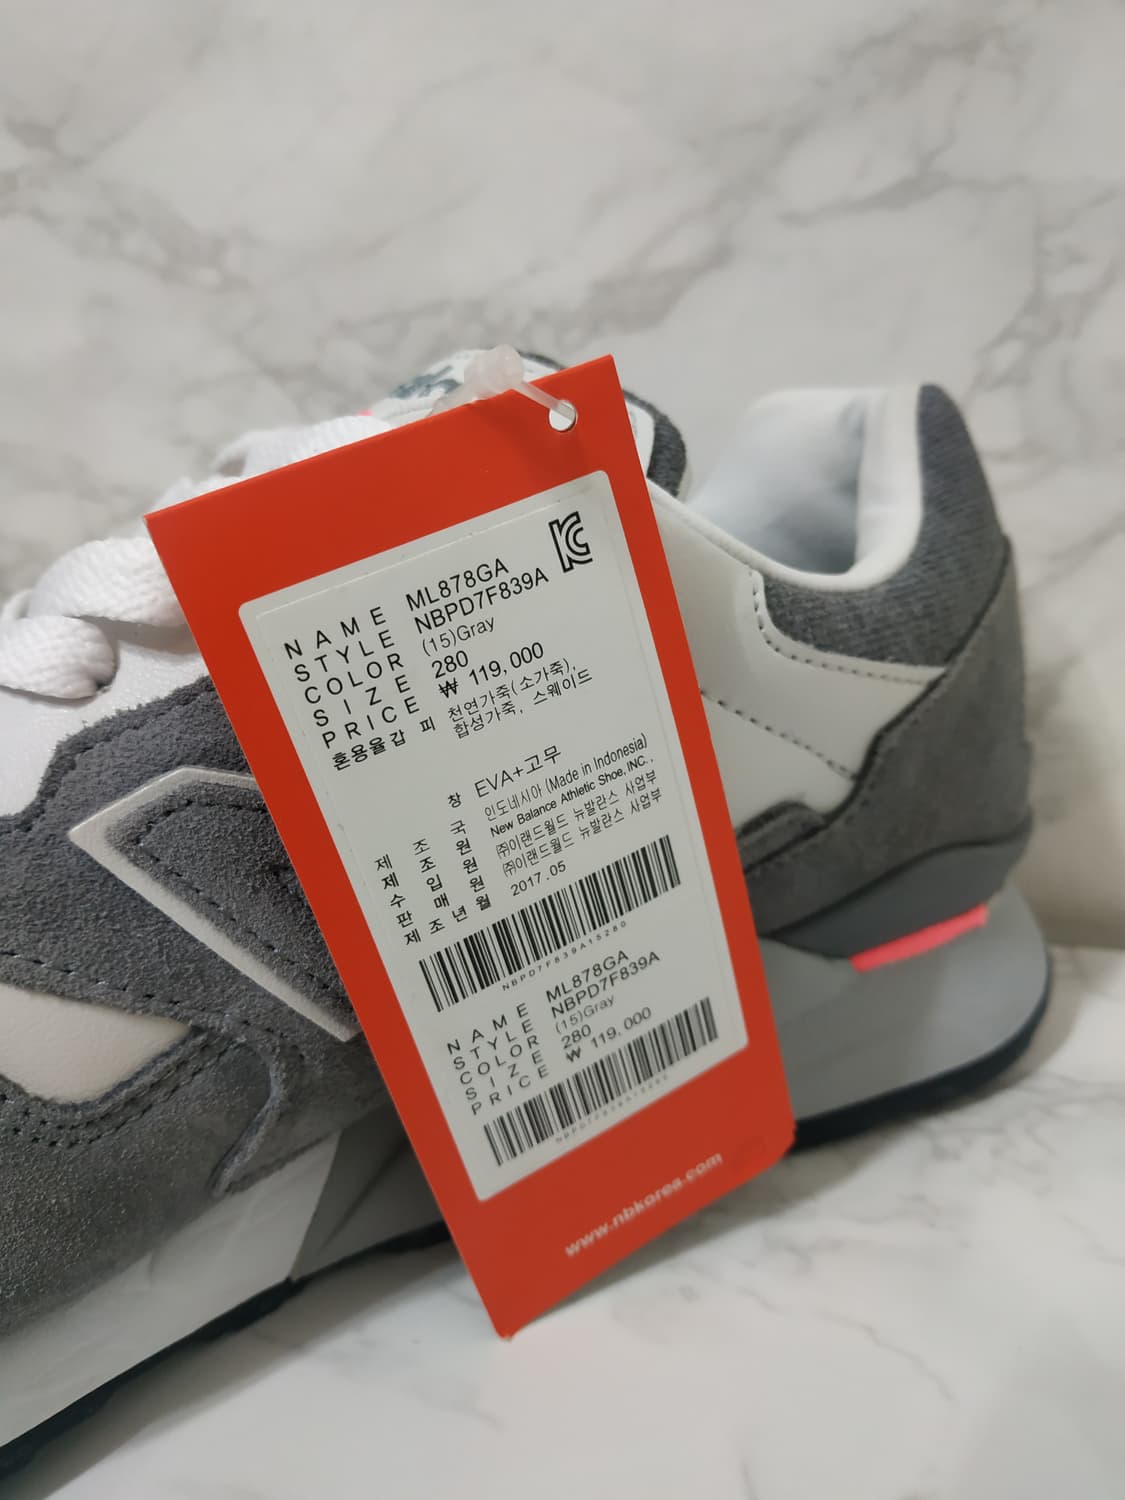 NAME ML878GA
STYLE NBPD7F839A
COLOR (15)Gray
SIZE 280
PRICE ₩ 119,000
혼용율갑 피 천연가죽(소가죽),
합성가죽, 스웨이드
창 EVA+고무
제 조 국 인도네시아 (Made in Indonesia)
제 조 원 New Balance Athletic Shoe, INC.,
수 입 원 ㈜이랜드월드 뉴발란스 사업부
판 매 원 ㈜이랜드월드 뉴발란스 사업부
제 조 년 월 2017.05
NBPD7F839A15280
NAME ML878GA
STYLE NBPD7F839A
COLOR (15)Gray
SIZE 280
PRICE ₩ 119,000
NBPD7F839A15280
www.nbkorea.com